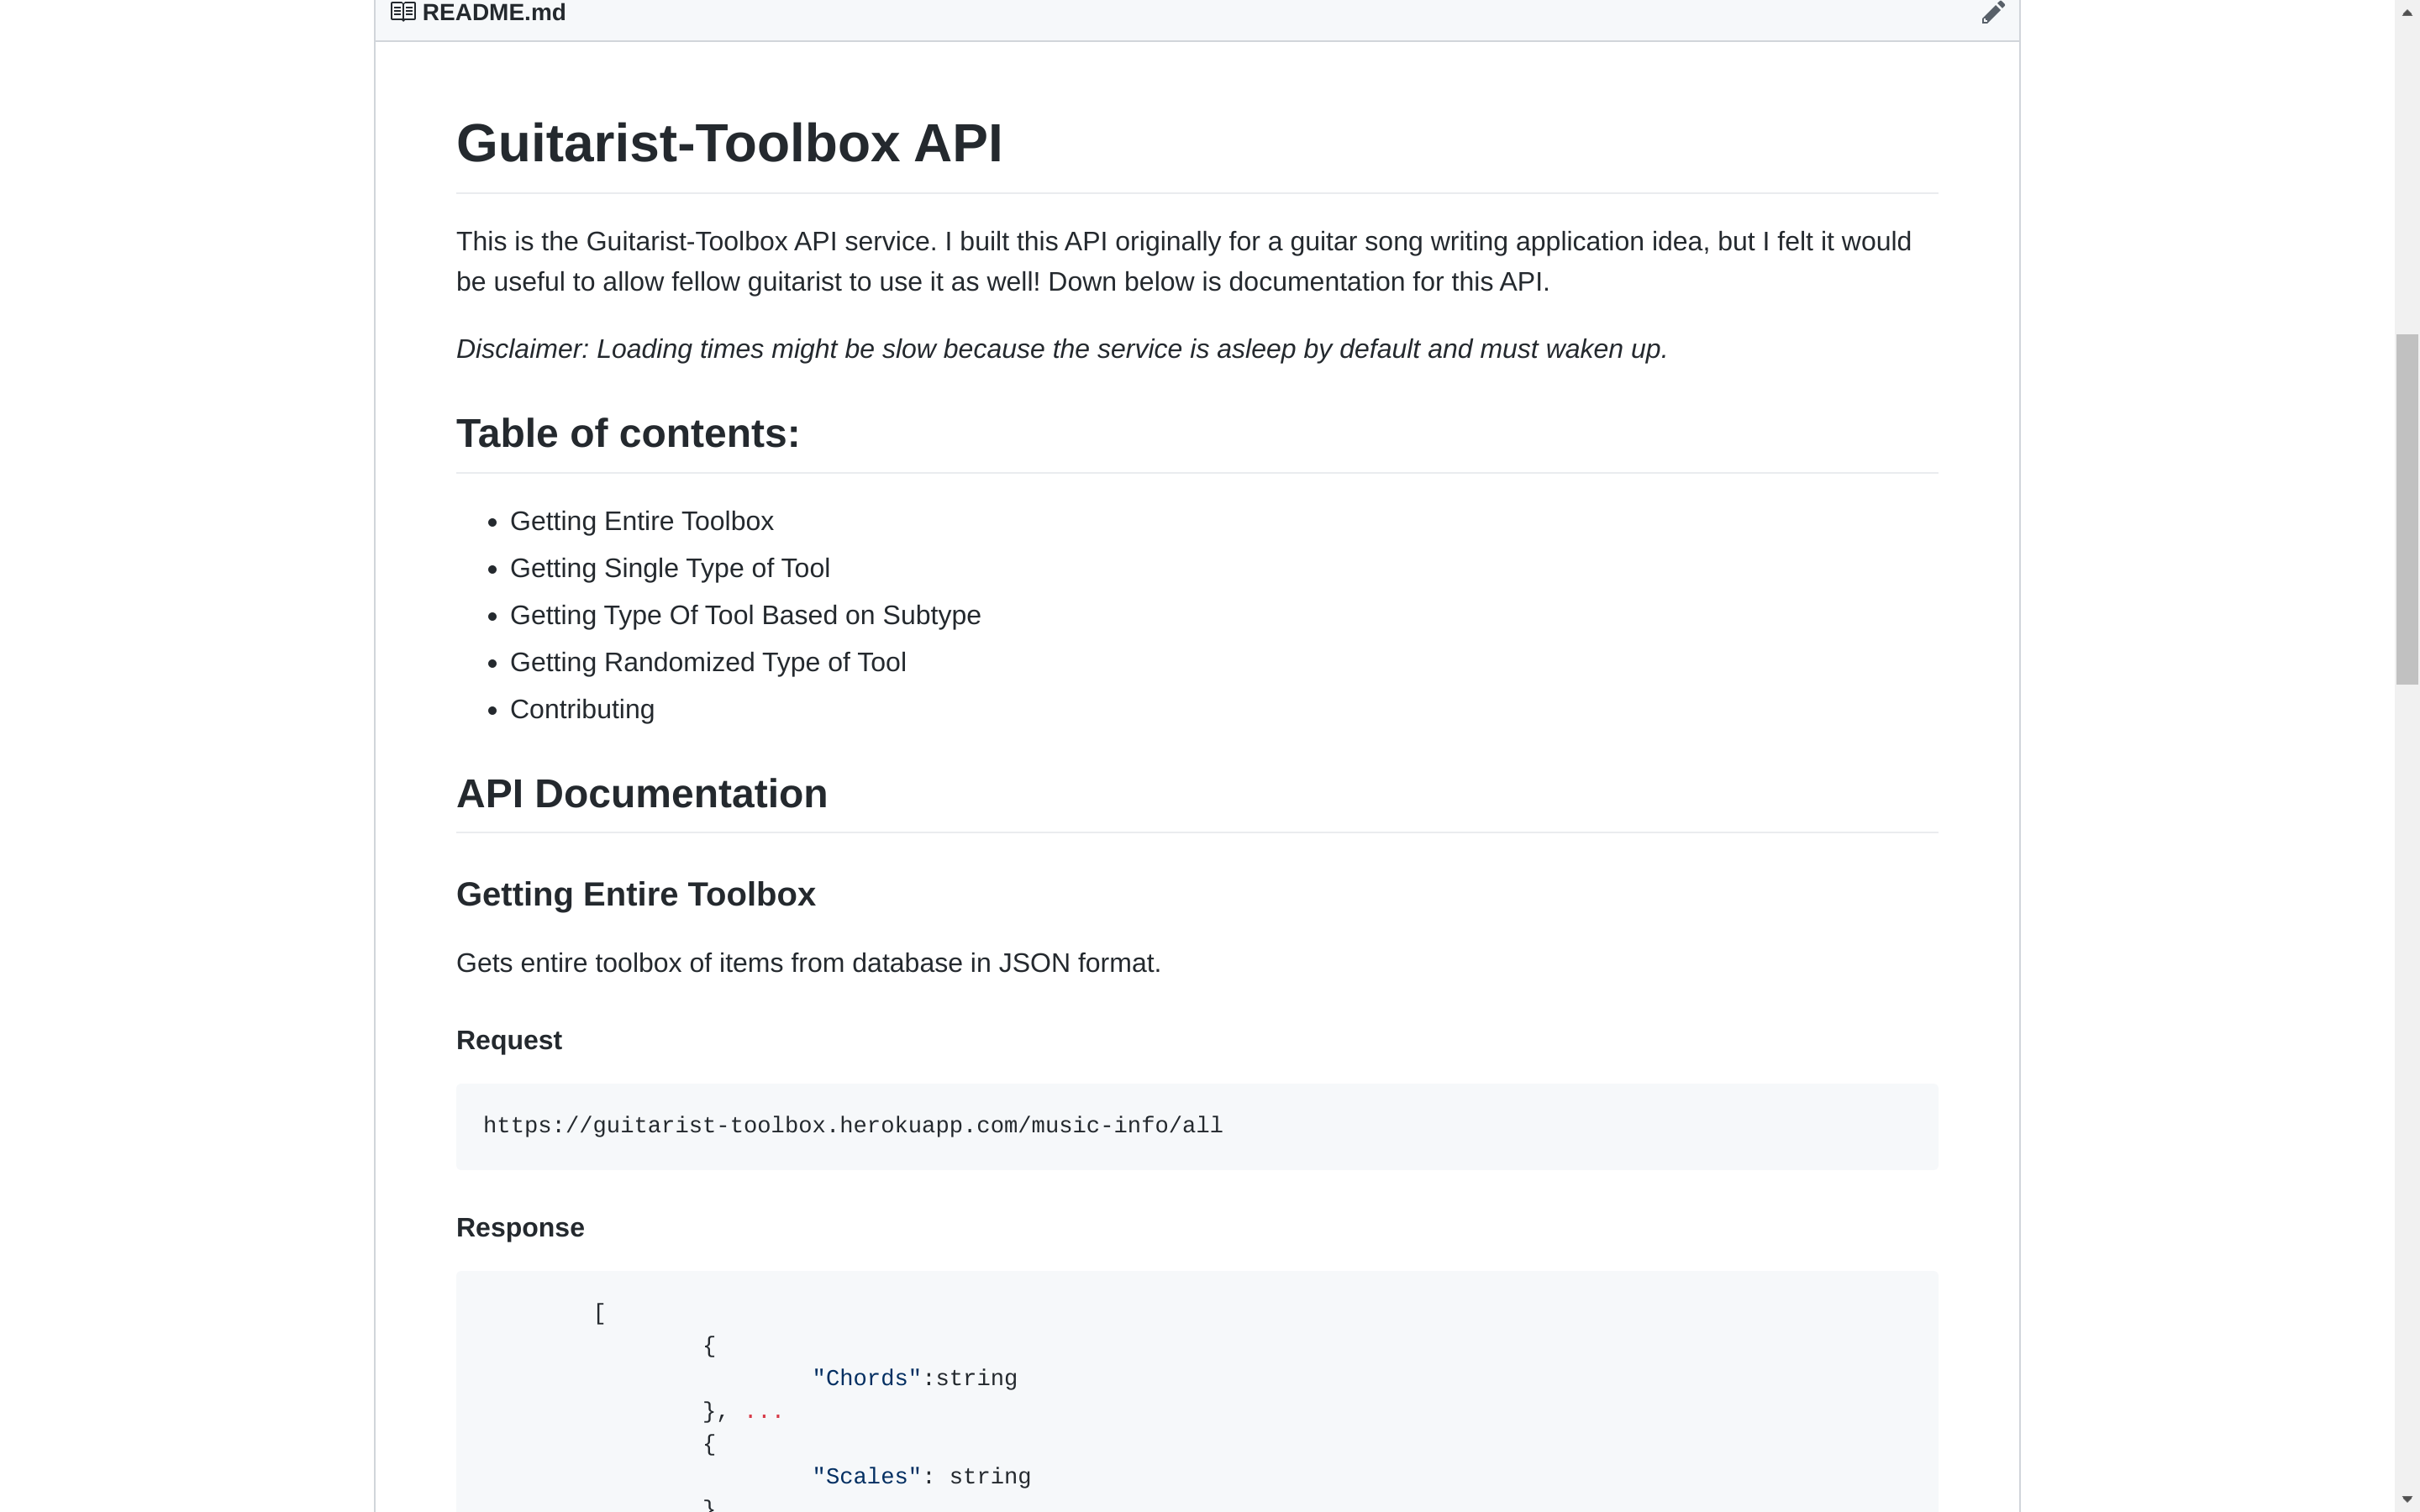 README.md
Guitarist-Toolbox API
This is the Guitarist-Toolbox API service. I built this API originally for a guitar song writing application idea, but I felt it would
be useful to allow fellow guitarist to use it as well! Down below is documentation for this API.
Disclaimer: Loading times might be slow because the service is asleep by default and must waken up.
Table of contents:
• Getting Entire Toolbox
• Getting Single Type of Tool
• Getting Type Of Tool Based on Subtype
• Getting Randomized Type of Tool
• Contributing
API Documentation
Getting Entire Toolbox
Gets entire toolbox of items from database in JSON format.
Request
https://guitarist-toolbox.herokuapp.com/music-info/all
Response
[
{
"Chords":string
}, ...
{
"Scales": string
}